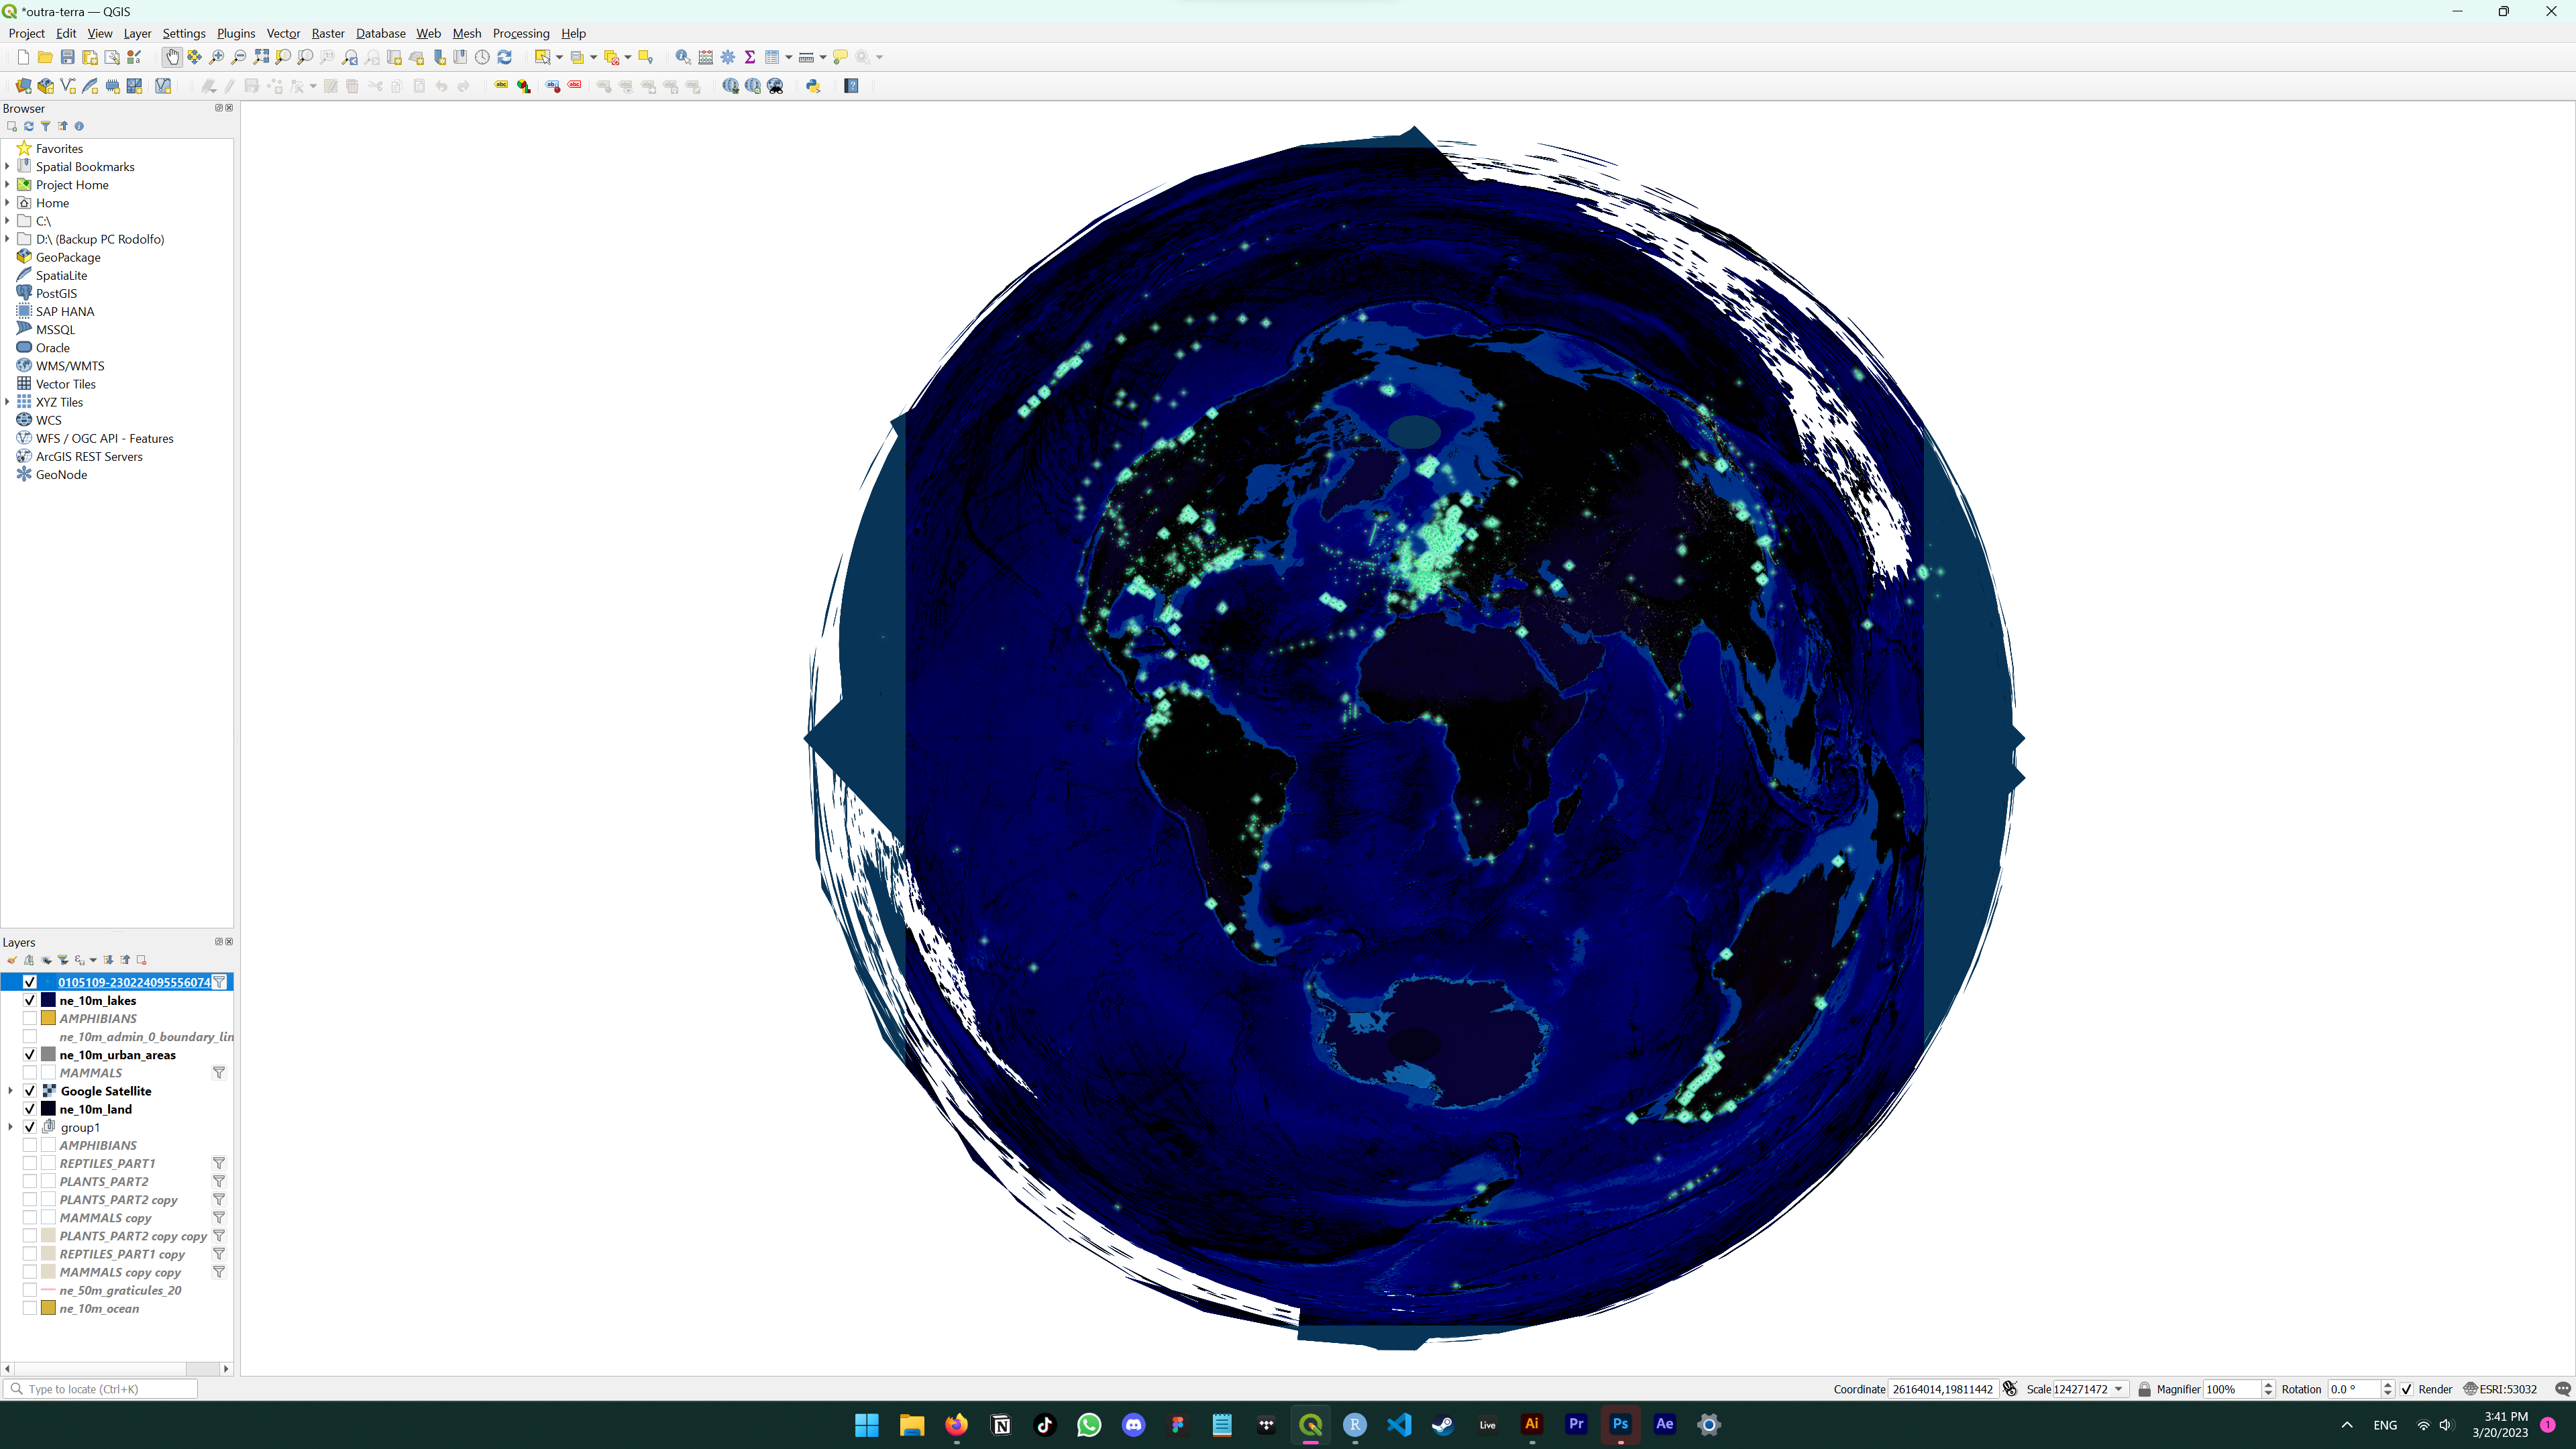 *outra-terra — QGIS
Project Edit View Layer Settings Plugins Vector Raster Database Web Mesh Processing Help
Browser
Favorites
Spatial Bookmarks
Project Home
Home
C:\
D:\ (Backup PC Rodolfo)
GeoPackage
SpatiaLite
PostGIS
SAP HANA
MSSQL
Oracle
WMS/WMTS
Vector Tiles
XYZ Tiles
WCS
WFS / OGC API - Features
ArcGIS REST Servers
GeoNode
Layers
0105109-230224095556074
ne_10m_lakes
AMPHIBIANS
ne_10m_admin_0_boundary_lin
ne_10m_urban_areas
MAMMALS
Google Satellite
ne_10m_land
group1
AMPHIBIANS
REPTILES_PART1
PLANTS_PART2
PLANTS_PART2 copy
MAMMALS copy
PLANTS_PART2 copy copy
REPTILES_PART1 copy
MAMMALS copy copy
ne_50m_graticules_20
ne_10m_ocean
Type to locate (Ctrl+K)
Coordinate 26164014,19811442 Scale 124271472 Magnifier 100% Rotation 0.0 ° Render ESRI:53032
Live Ai Pr Ps Ae
ENG
3:41 PM
3/20/2023
1